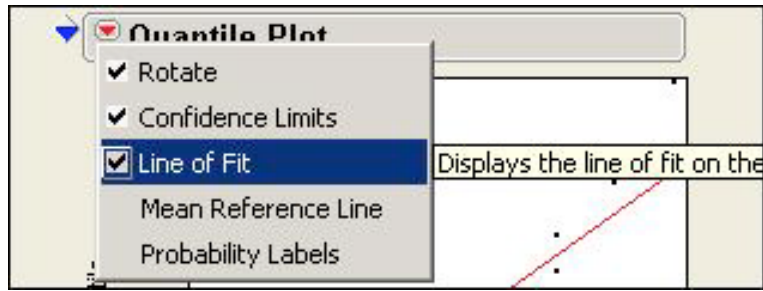 Quantile Plot
Rotate
Confidence Limits
Line of Fit
Displays the line of fit on the
Mean Reference Line
Probability Labels